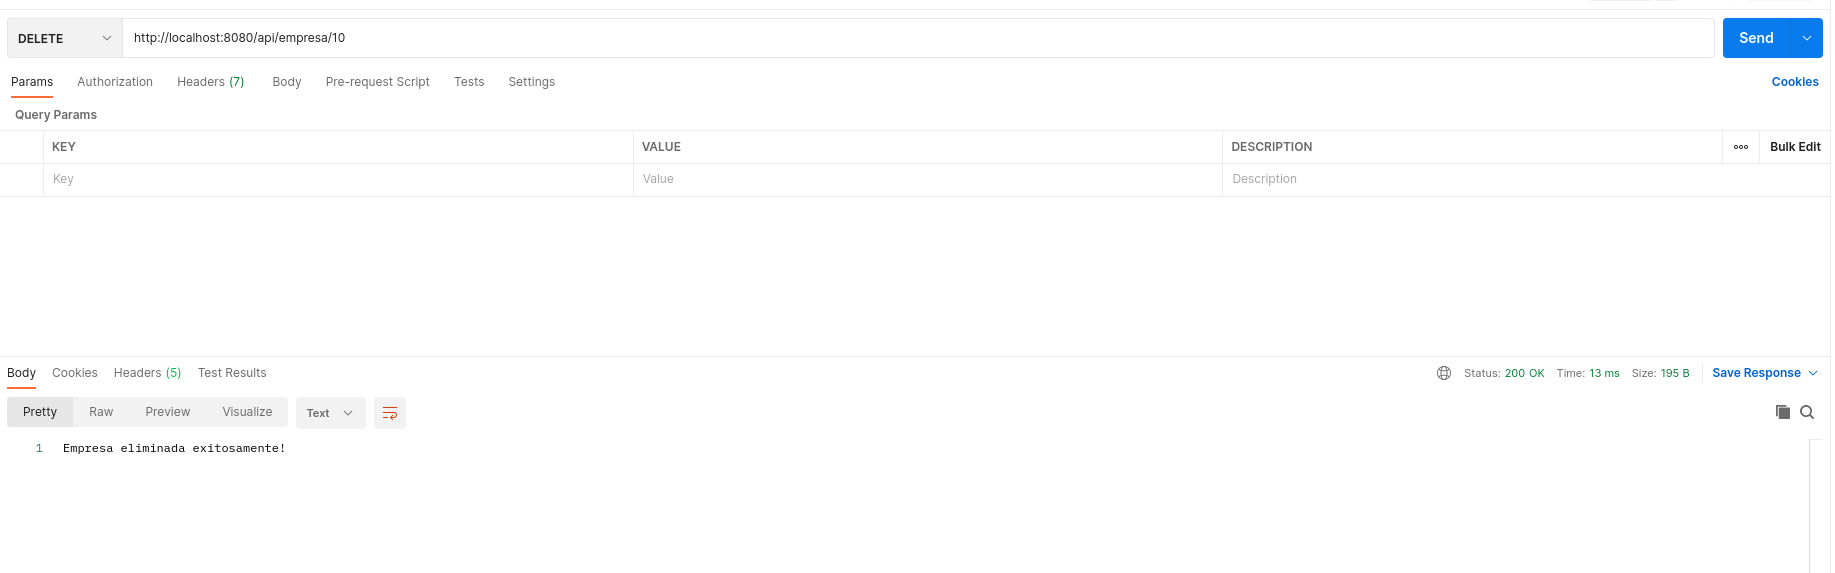 DELETE http://localhost:8080/api/empresa/10 Send
Params Authorization Headers (7) Body Pre-request Script Tests Settings Cookies
Query Params
KEY VALUE DESCRIPTION Bulk Edit
Key Value Description
Body Cookies Headers (5) Test Results Status: 200 OK Time: 13 ms Size: 195 B Save Response
Pretty Raw Preview Visualize Text
1 Empresa eliminada exitosamente!